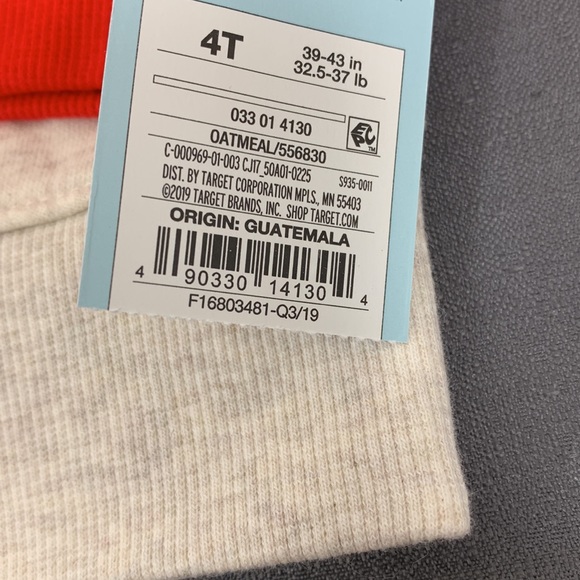 4T
39-43 in
32.5-37 lb
033 01 4130
EPC™
OATMEAL/556830
C-000969-01-003 CJ17_50A01-0225
S935-0011
DIST. BY TARGET CORPORATION MPLS., MN 55403
©2019 TARGET BRANDS, INC. SHOP TARGET.COM
ORIGIN: GUATEMALA
4 90330 14130 4
F16803481-Q3/19